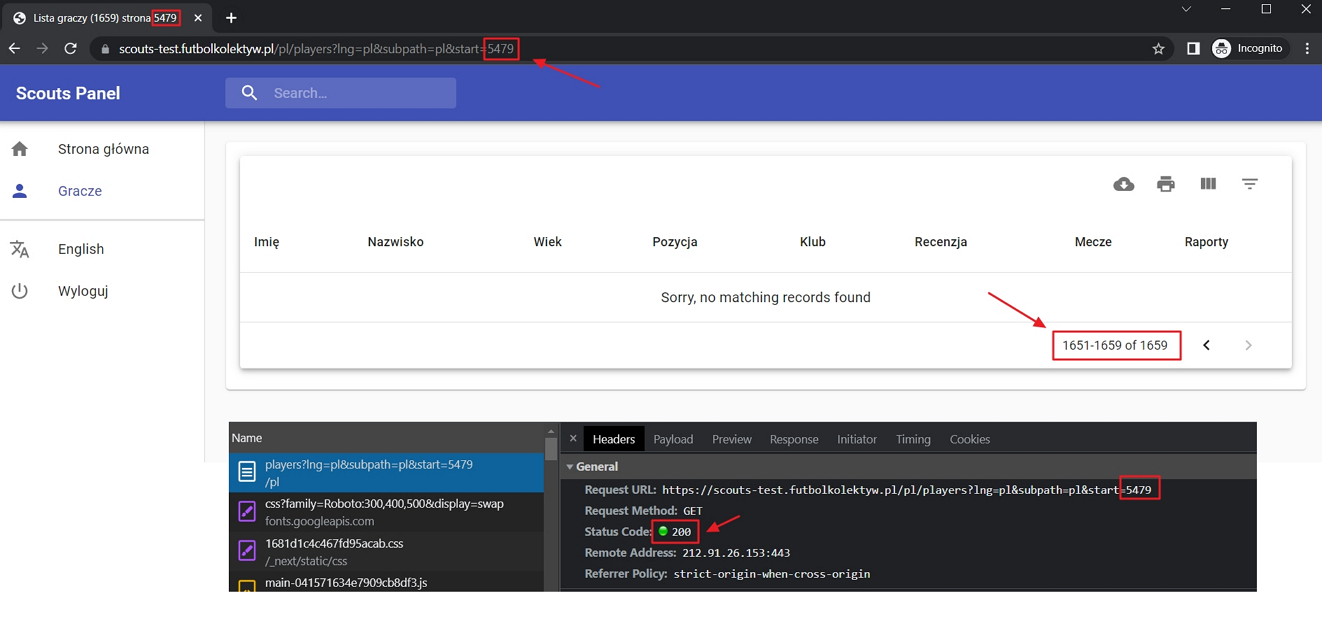 Lista graczy (1659) strona 5479
scouts-test.futbolkolektyw.pl/pl/players?lng=pl&subpath=pl&start=5479
Incognito
Scouts Panel
Search...
Strona główna
Gracze
English
Wyloguj
Imię Nazwisko Wiek Pozycja Klub Recenzja Mecze Raporty
Sorry, no matching records found
1651-1659 of 1659
Name
players?lng=pl&subpath=pl&start=5479
/pl
css?family=Roboto:300,400,500&display=swap
fonts.googleapis.com
1681d1c4c467fd95acab.css
/_next/static/css
main-041571634e7909cb8df3.js
Headers Payload Preview Response Initiator Timing Cookies
General
Request URL: https://scouts-test.futbolkolektyw.pl/pl/players?lng=pl&subpath=pl&start=5479
Request Method: GET
Status Code: 200
Remote Address: 212.91.26.153:443
Referrer Policy: strict-origin-when-cross-origin